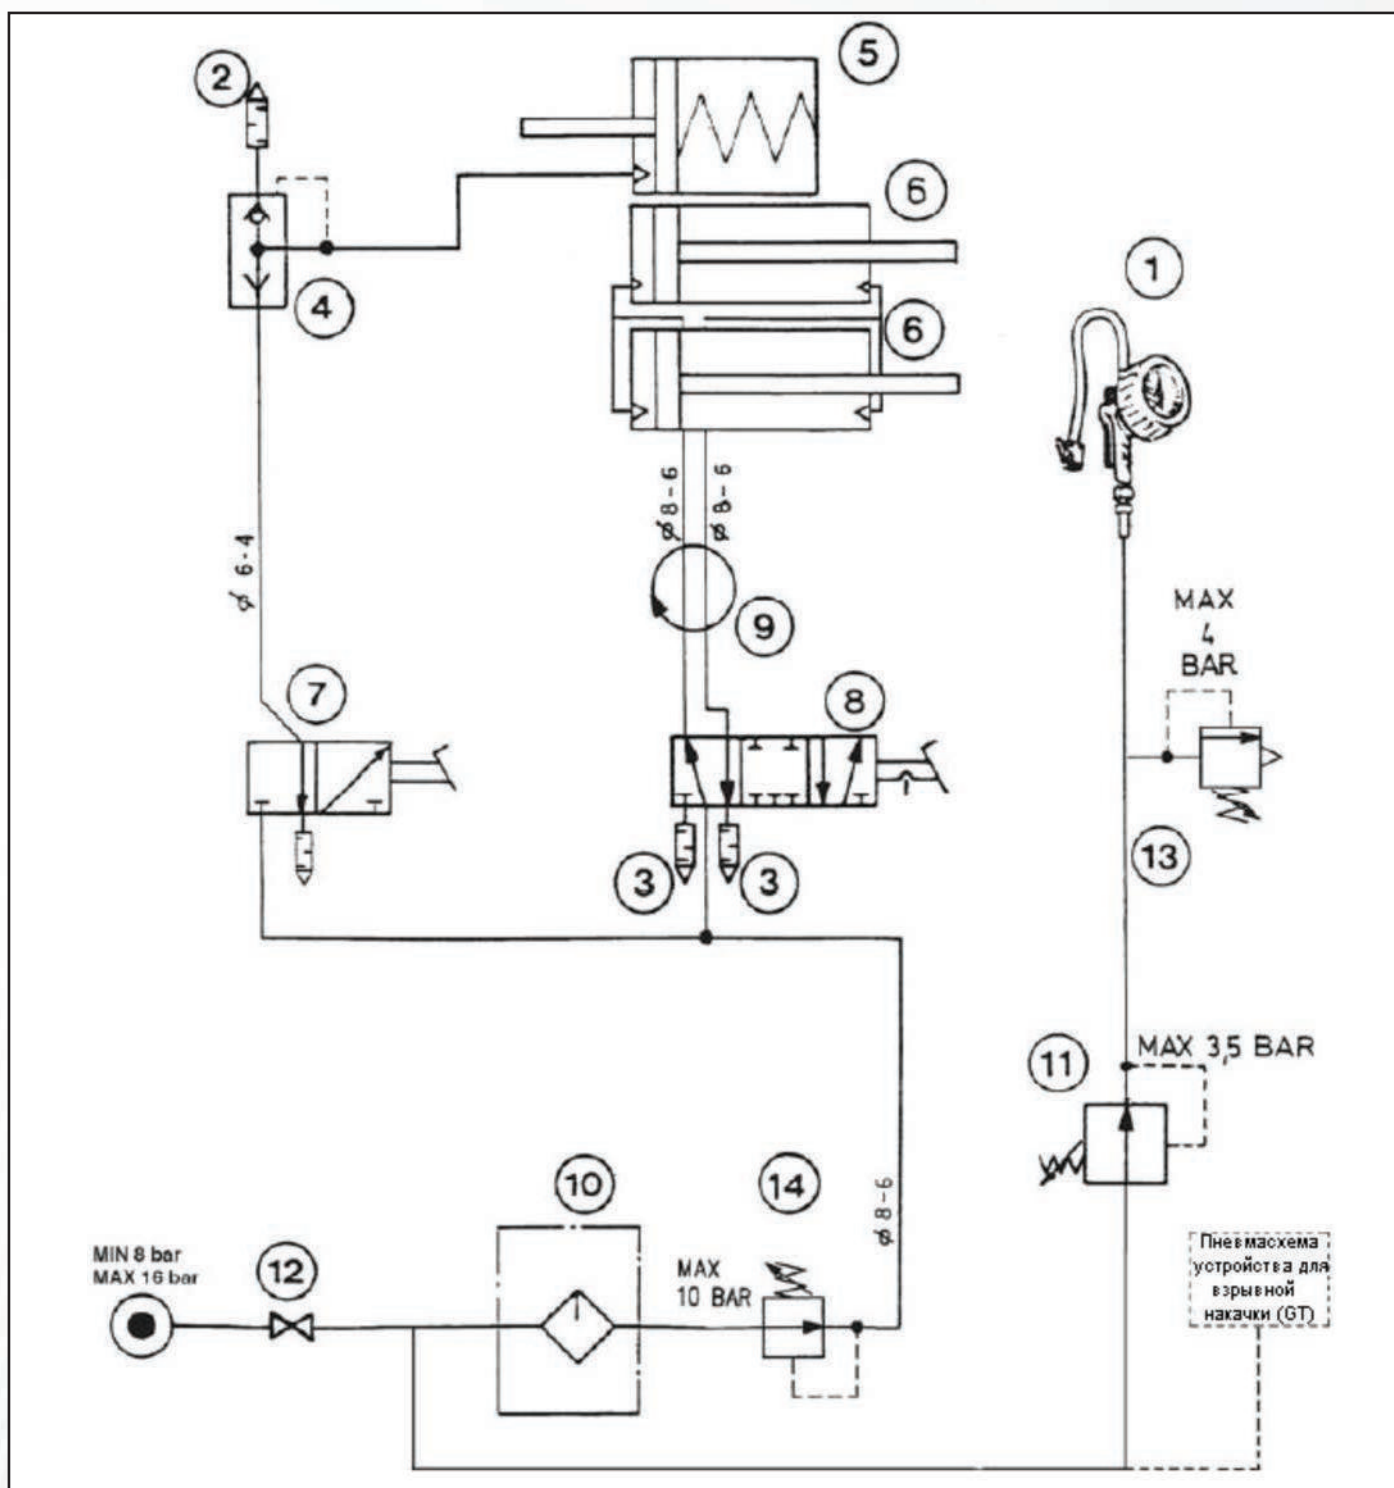 2
5
6
1
4
6
ø 8-6
ø 8-6
ø 6-4
MAX
4
BAR
9
7
8
13
3
3
MAX 3,5 BAR
11
10
14
ø 8-6
MIN 8 bar
MAX 16 bar
12
MAX
10 BAR
Пневмасхема
устройства для
взрывной
накачки (GT)